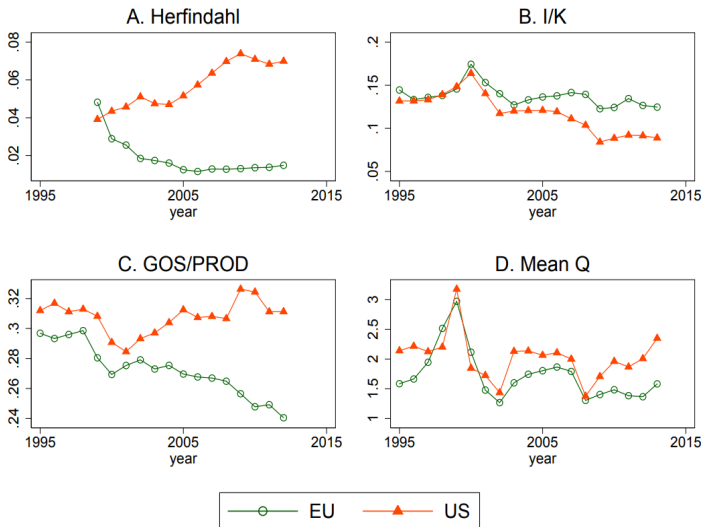 A. Herfindahl
.08
.06
.04
.02
1995 2005 2015
year
B. I/K
.2
.15
.1
.05
1995 2005 2015
year
C. GOS/PROD
.32
.3
.28
.26
.24
1995 2005 2015
year
D. Mean Q
3
2.5
2
1.5
1
1995 2005 2015
year
EU US